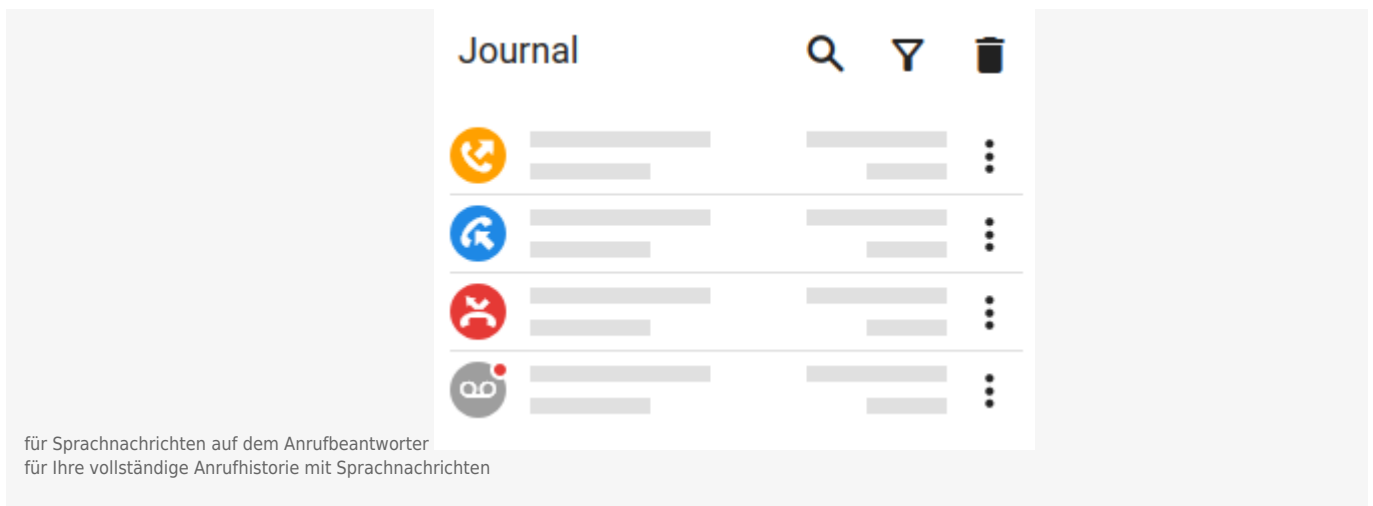 Journal
für Sprachnachrichten auf dem Anrufbeantworter
für Ihre vollständige Anrufhistorie mit Sprachnachrichten